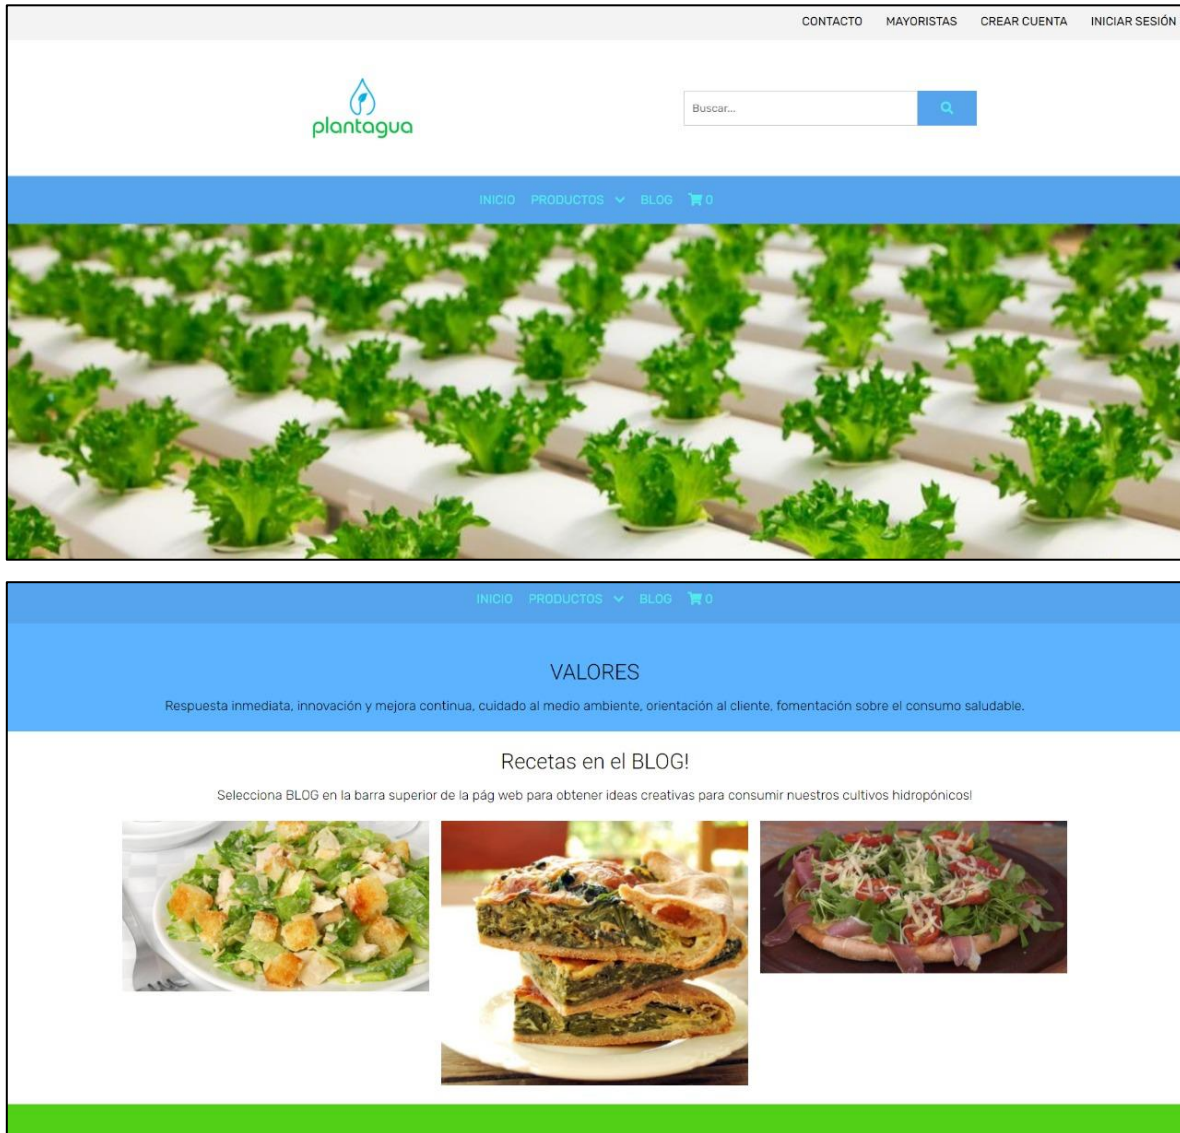 CONTACTO MAYORISTAS CREAR CUENTA INICIAR SESIÓN
plantagua
Buscar...
INICIO PRODUCTOS BLOG 0
INICIO PRODUCTOS BLOG 0
VALORES
Respuesta inmediata, innovación y mejora continua, cuidado al medio ambiente, orientación al cliente, fomentación sobre el consumo saludable.
Recetas en el BLOG!
Selecciona BLOG en la barra superior de la pág web para obtener ideas creativas para consumir nuestros cultivos hidropónicos!